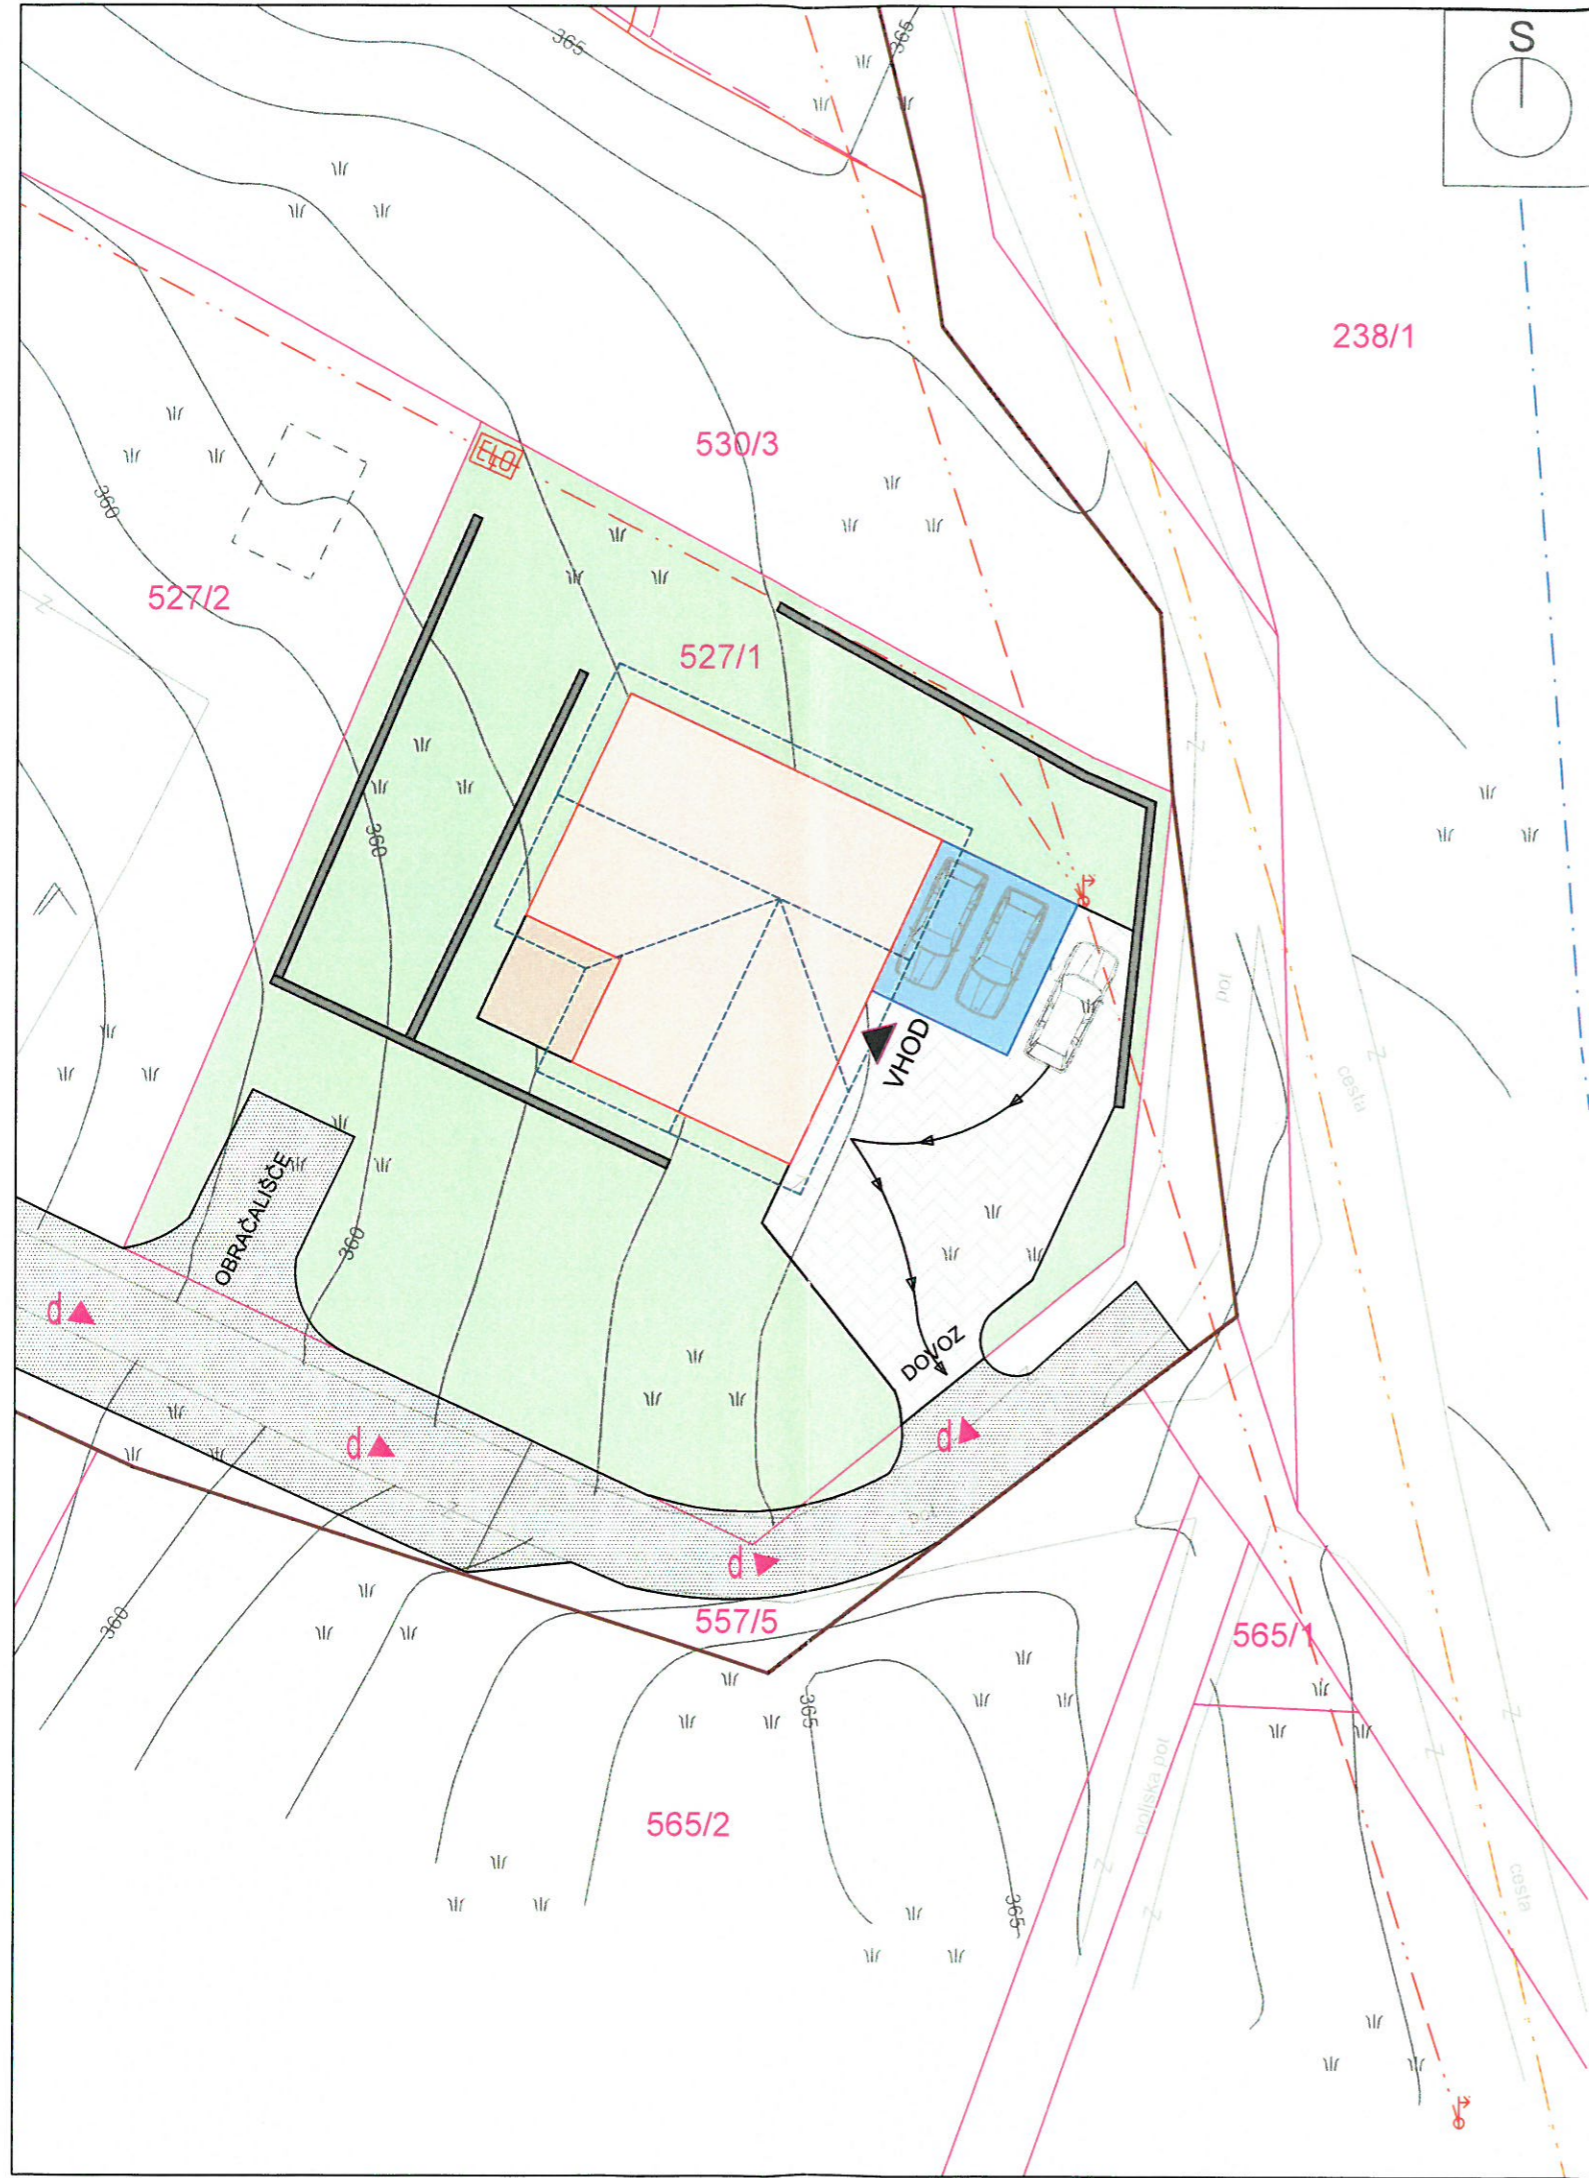 S
365
365
238/1
530/3
ELO
360
527/2
Z
527/1
Z
360
pot
VHOD
Z
cesta
OBRAČALIŠČE
360
d
DOVOZ
d
d
Z
d
360
557/5
565/1
365
Z
Z
565/2
poljska pot
Z
365
cesta
Z